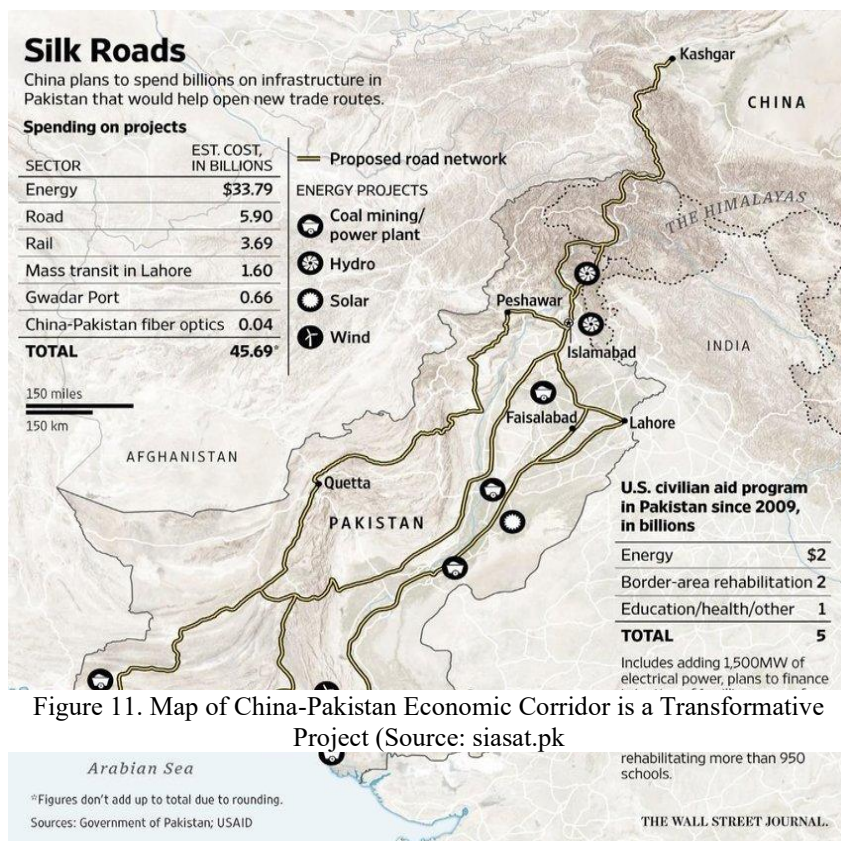 Silk Roads
China plans to spend billions on infrastructure in
Pakistan that would help open new trade routes.
Spending on projects
SECTOR EST. COST, IN BILLIONS
Energy $33.79
Road 5.90
Rail 3.69
Mass transit in Lahore 1.60
Gwadar Port 0.66
China-Pakistan fiber optics 0.04
TOTAL 45.69*
150 miles
150 km
Proposed road network
ENERGY PROJECTS
Coal mining/
power plant
Hydro
Solar
Wind
Kashgar
CHINA
THE HIMALAYAS
Peshawar
Islamabad
INDIA
Faisalabad
Lahore
AFGHANISTAN
Quetta
PAKISTAN
U.S. civilian aid program
in Pakistan since 2009,
in billions
Energy $2
Border-area rehabilitation 2
Education/health/other 1
TOTAL 5
Includes adding 1,500MW of
electrical power, plans to finance
Figure 11. Map of China-Pakistan Economic Corridor is a Transformative
Project (Source: siasat.pk
rehabilitating more than 950
schools.
Arabian Sea
*Figures don't add up to total due to rounding.
Sources: Government of Pakistan; USAID
THE WALL STREET JOURNAL.